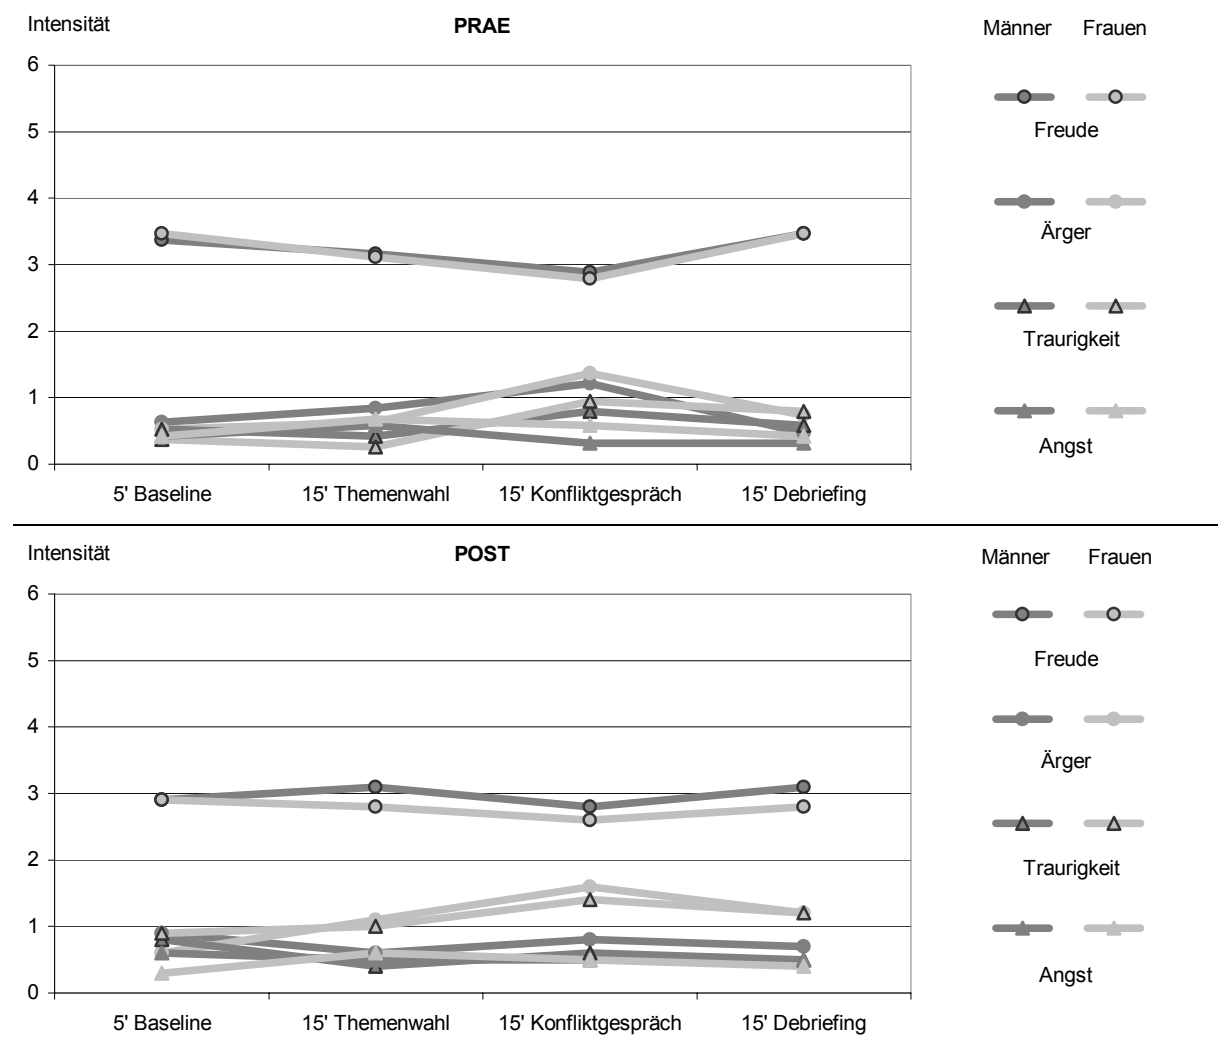 Intensität
PRAE
Männer Frauen
6
5
4
3
2
1
0
5' Baseline
15' Themenwahl
15' Konfliktgespräch
15' Debriefing
Freude
Ärger
Traurigkeit
Angst
Intensität
POST
Männer Frauen
6
5
4
3
2
1
0
5' Baseline
15' Themenwahl
15' Konfliktgespräch
15' Debriefing
Freude
Ärger
Traurigkeit
Angst